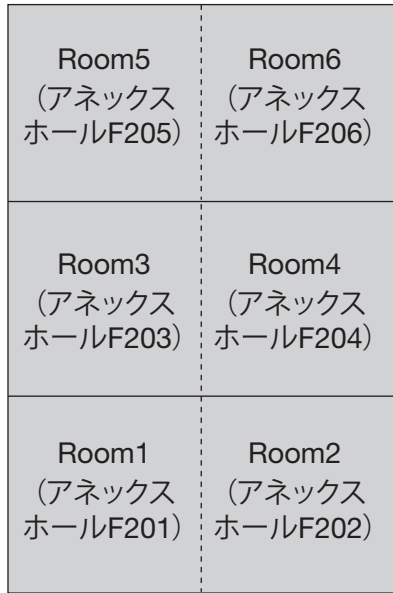 Room5
（アネックス
ホールF205）
Room6
（アネックス
ホールF206）
Room3
（アネックス
ホールF203）
Room4
（アネックス
ホールF204）
Room1
（アネックス
ホールF201）
Room2
（アネックス
ホールF202）